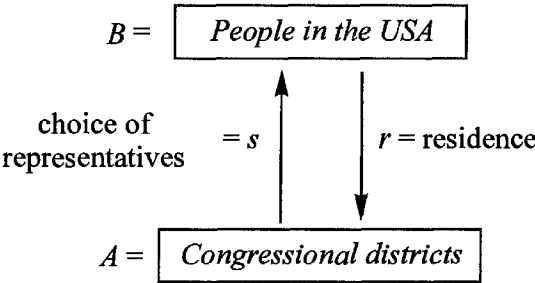 B = People in the USA
choice of
representatives
= s
r = residence
A = Congressional districts